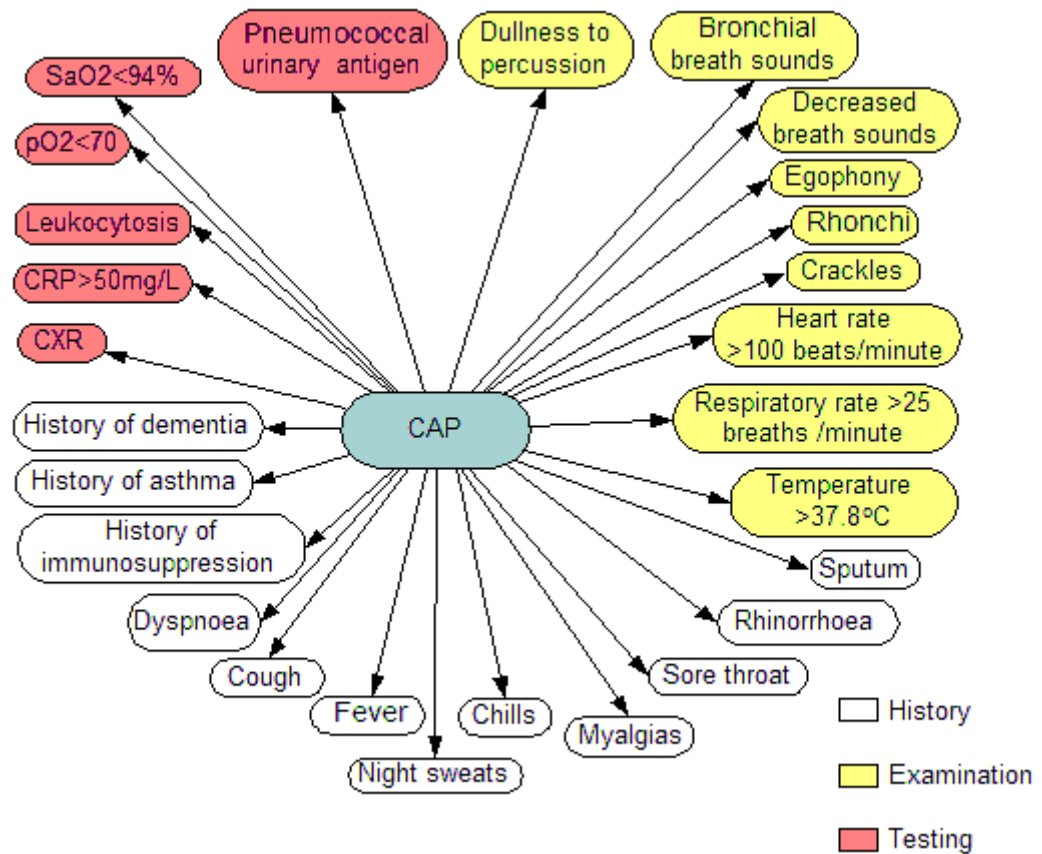 Pneumococcal
urinary antigen
Dullness to
percussion
Bronchial
breath sounds
SaO2<94%
Decreased
breath sounds
pO2<70
Egophony
Leukocytosis
Rhonchi
CRP>50mg/L
Crackles
CXR
Heart rate
>100 beats/minute
History of dementia
CAP
Respiratory rate >25
breaths /minute
History of asthma
Temperature
>37.8ºC
History of
immunosuppression
Sputum
Dyspnoea
Rhinorrhoea
Cough
Sore throat
Fever
Chills
Myalgias
Night sweats
History
Examination
Testing